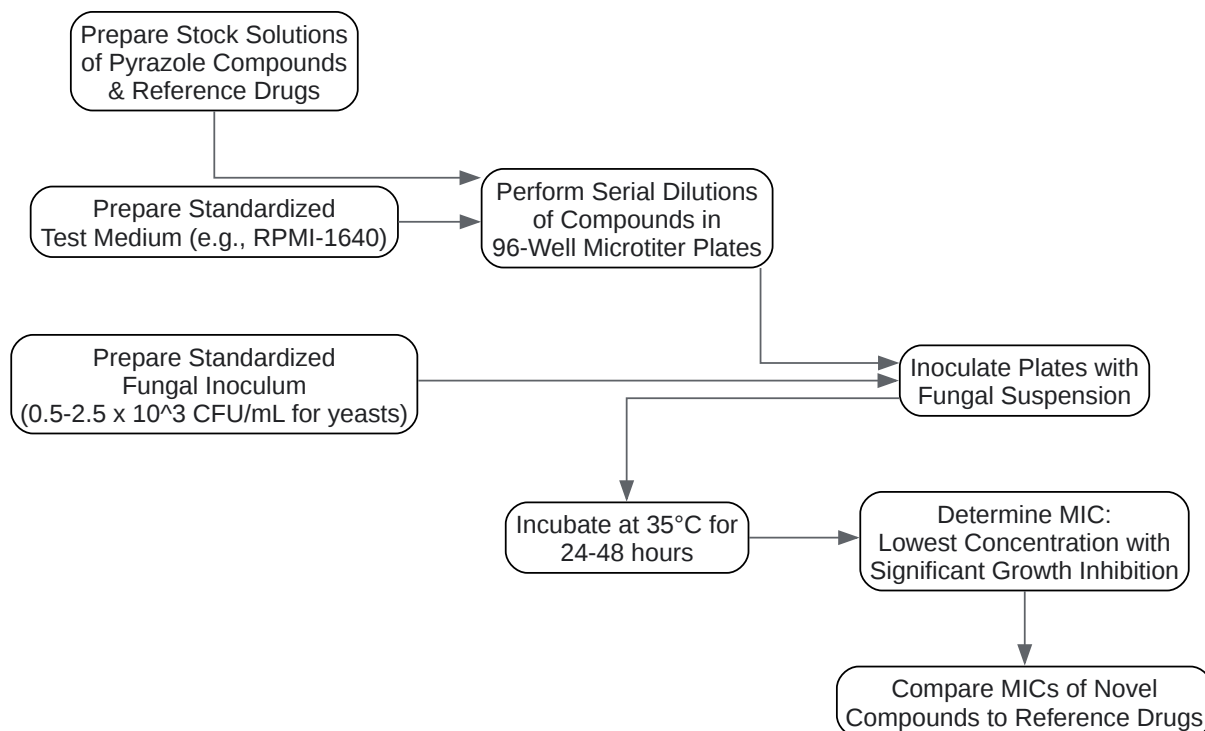 Prepare Stock Solutions
of Pyrazole Compounds
& Reference Drugs
Prepare Standardized
Test Medium (e.g., RPMI-1640)
Perform Serial Dilutions
of Compounds in
96-Well Microtiter Plates
Prepare Standardized
Fungal Inoculum
(0.5-2.5 x 10^3 CFU/mL for yeasts)
Inoculate Plates with
Fungal Suspension
Incubate at 35°C for
24-48 hours
Determine MIC:
Lowest Concentration with
Significant Growth Inhibition
Compare MICs of Novel
Compounds to Reference Drugs